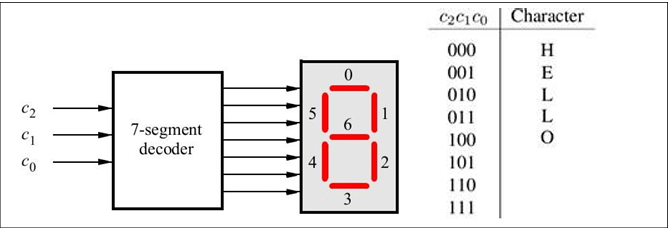 c₂c₁c₀ Character
000 H
001 E
010 L
011 L
100 O
101
110
111
c₂
c₁
c₀
7-segment
decoder
0
5 1
6
4 2
3